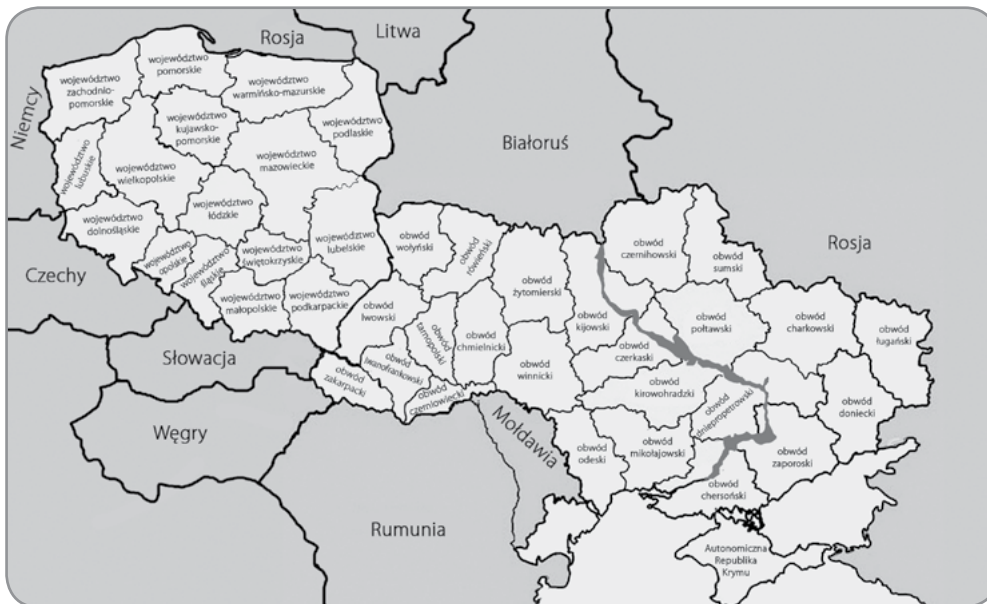 Rosja
Litwa
Niemcy
województwo
zachodnio-
pomorskie
województwo
pomorskie
województwo
warmińsko-mazurskie
województwo
kujawsko-
pomorskie
województwo
podlaskie
województwo
lubuskie
województwo
wielkopolskie
województwo
mazowieckie
Białoruś
województwo
dolnośląskie
województwo
łódzkie
województwo
lubelskie
województwo
opolskie
województwo
śląskie
województwo
świętokrzyskie
województwo
małopolskie
województwo
podkarpackie
Czechy
Słowacja
Węgry
Rumunia
Mołdawia
Rosja
obwód
wołyński
obwód
rówieński
obwód
żytomierski
obwód
kijowski
obwód
czernihowski
obwód
sumski
obwód
lwowski
obwód
tarnopolski
obwód
chmielnicki
obwód
winnicki
obwód
czerkaski
obwód
połtawski
obwód
charkowski
obwód
ługański
obwód
zakarpacki
obwód
iwanofrankowski
obwód
czerniowiecki
obwód
kirowohradzki
obwód
dniepropetrowski
obwód
doniecki
obwód
odeski
obwód
mikołajowski
obwód
zaporoski
obwód
chersoński
Autonomiczna
Republika
Krymu